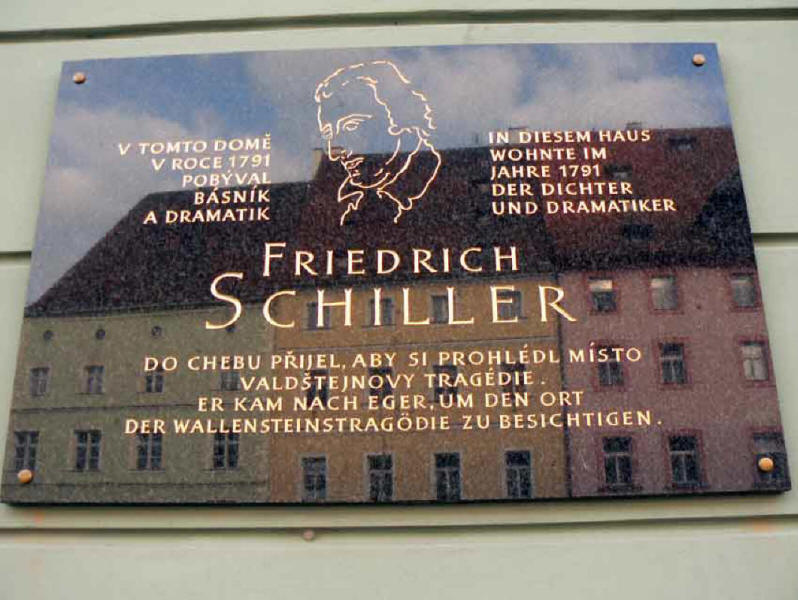 V TOMTO DOMĚ
V ROCE 1791
POBÝVAL
BÁSNÍK
A DRAMATIK
IN DIESEM HAUS
WOHNTE IM
JAHRE 1791
DER DICHTER
UND DRAMATIKER
FRIEDRICH
SCHILLER
DO CHEBU PŘIJEL, ABY SI PROHLÉDL MÍSTO
VALDŠTEJNOVY TRAGÉDIE.
ER KAM NACH EGER, UM DEN ORT
DER WALLENSTEINSTRAGÖDIE ZU BESICHTIGEN.